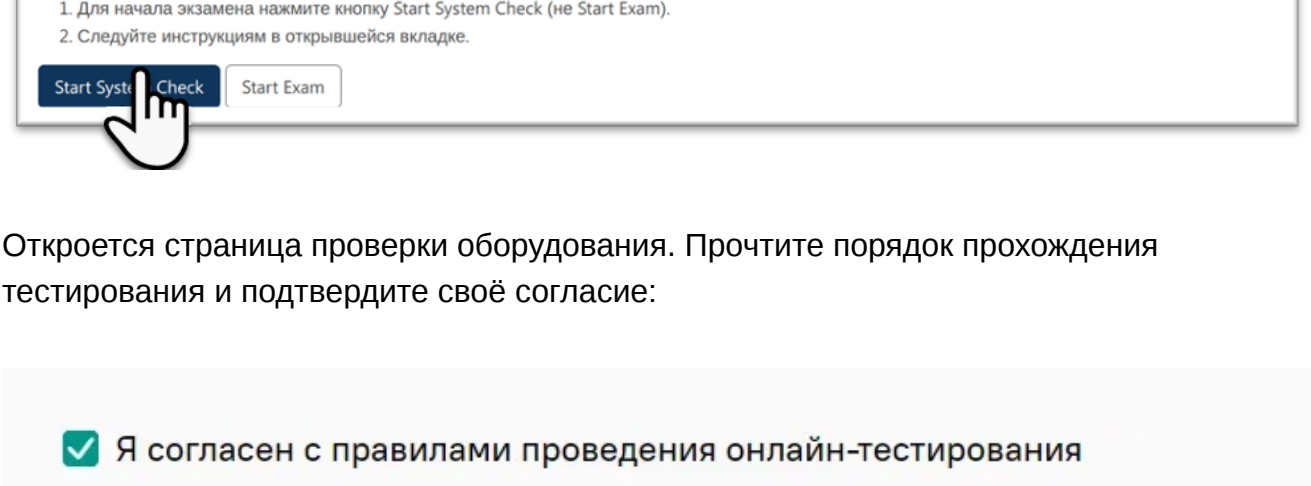 1. Для начала экзамена нажмите кнопку Start System Check (не Start Exam).
2. Следуйте инструкциям в открывшейся вкладке.
Start System Check Start Exam
Откроется страница проверки оборудования. Прочтите порядок прохождения
тестирования и подтвердите своё согласие:
Я согласен с правилами проведения онлайн-тестирования